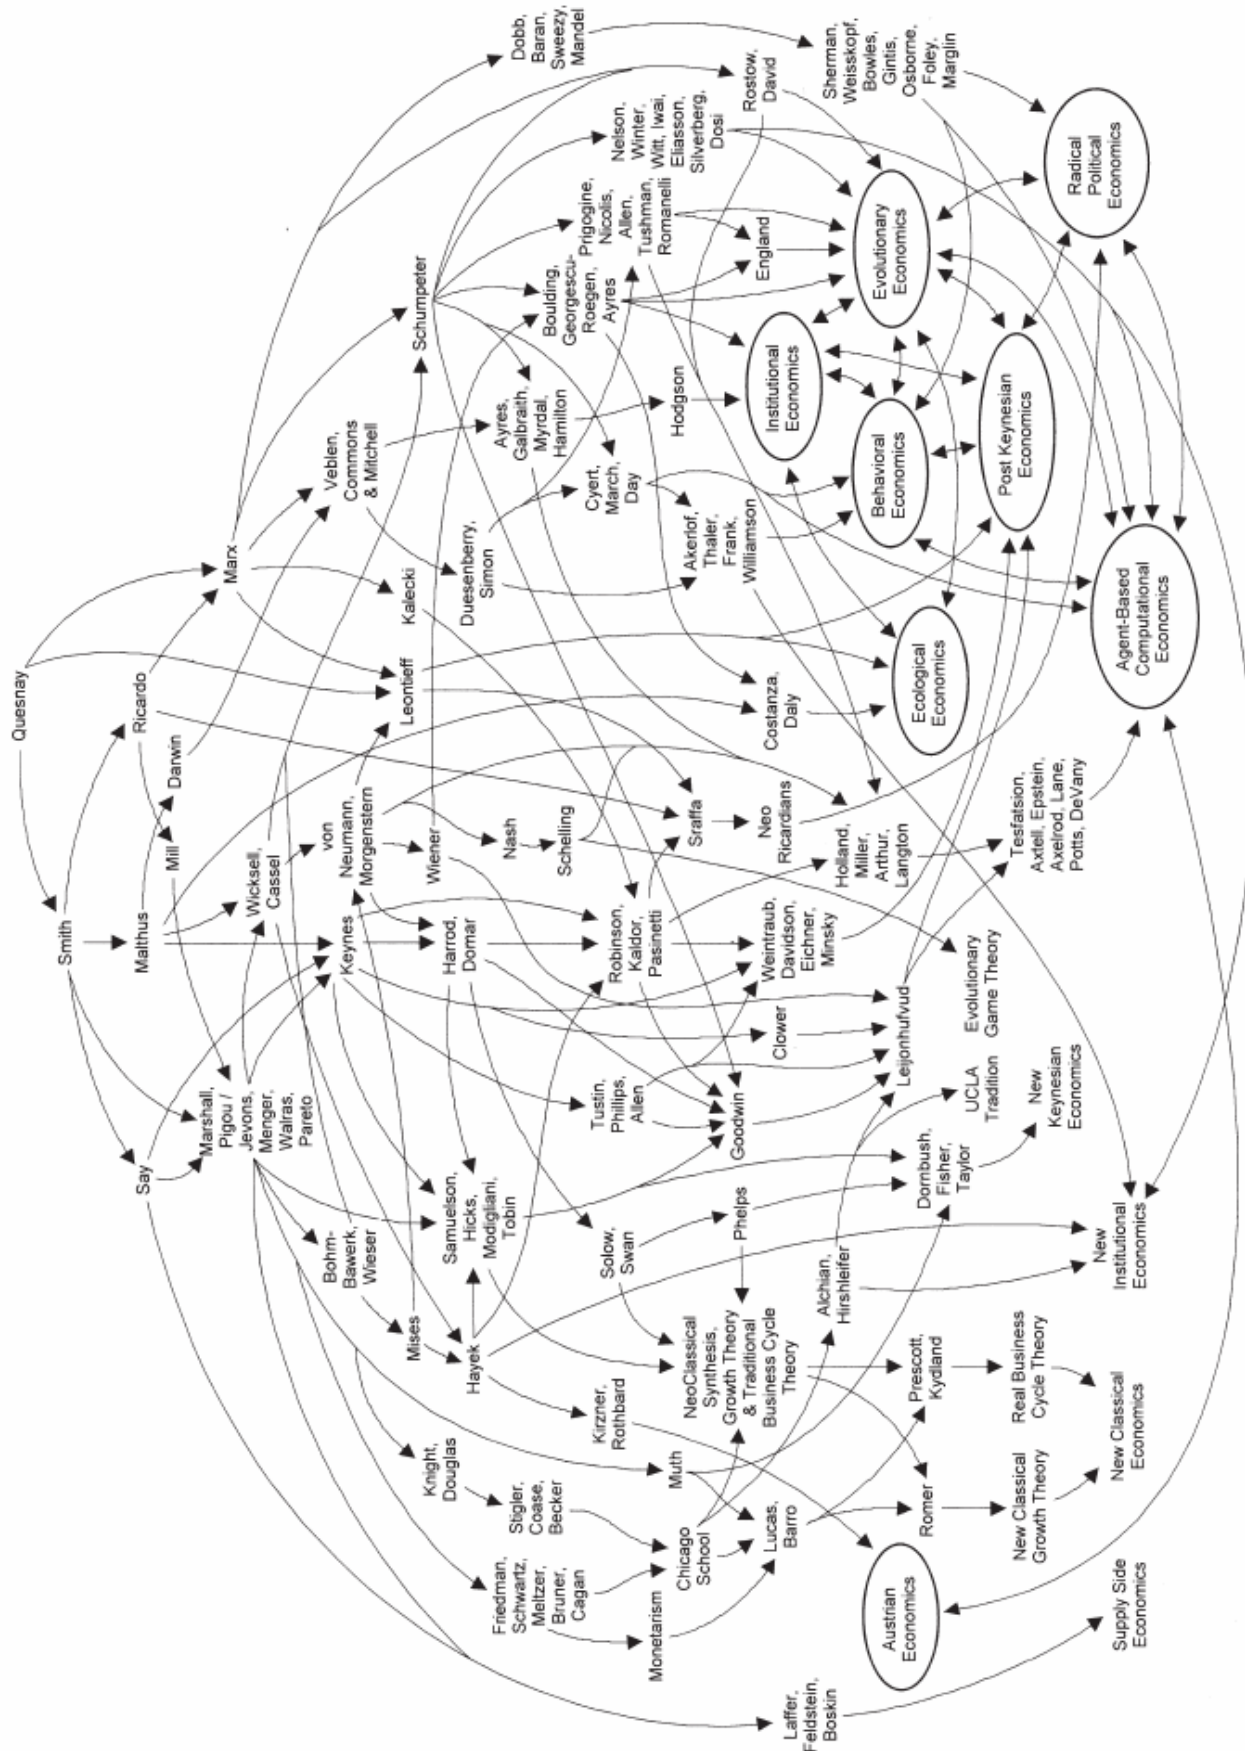 Quesnay
Smith
Say
Malthus
Ricardo
Marshall,
Pigou /
Jevons,
Menger,
Walras,
Pareto
Mill
Darwin
Marx
Bohm-
Bawerk,
Wieser
Wicksell,
Cassel
Veblen,
Commons
& Mitchell
Mises
Keynes
von
Neumann,
Morgenstern
Leontieff
Kalecki
Schumpeter
Knight,
Douglas
Hayek
Samuelson,
Hicks,
Modigliani,
Tobin
Harrod,
Domar
Wiener
Duesenberry,
Simon
Ayres,
Galbraith,
Myrdal,
Hamilton
Dobb,
Baran,
Sweezy,
Mandel
Friedman,
Schwartz,
Meltzer,
Bruner,
Cagan
Stigler,
Coase,
Becker
Kirzner,
Rothbard
Solow,
Swan
Tustin,
Phillips,
Allen
Robinson,
Kaldor,
Pasinetti
Nash
Schelling
Cyert,
March,
Day
Boulding,
Georgescu-
Roegen,
Ayres
Prigogine,
Nicolis,
Allen,
Tushman,
Romanelli
Nelson,
Winter,
Witt, Iwai,
Eliasson,
Silverberg,
Dosi
Monetarism
Chicago
School
Muth
NeoClassical
Synthesis,
Growth Theory
& Traditional
Business Cycle
Theory
Phelps
Goodwin
Clower
Weintraub,
Davidson,
Eichner,
Minsky
Sraffa
Neo
Ricardians
Costanza,
Daly
Akerlof,
Thaler,
Frank,
Williamson
Hodgson
England
Rostow,
David
Sherman,
Weisskopf,
Bowles,
Gintis,
Osborne,
Foley,
Marglin
Laffer,
Feldstein,
Boskin
Lucas,
Barro
Alchian,
Hirshleifer
Holland,
Miller,
Arthur,
Langton
Institutional
Economics
Austrian
Economics
Romer
Prescott,
Kydland
Dornbush,
Fisher,
Taylor
Leijonhufvud
Ecological
Economics
Behavioral
Economics
Evolutionary
Economics
UCLA
Tradition
Evolutionary
Game Theory
Tesfatsion,
Axtell, Epstein,
Axelrod, Lane,
Potts, DeVany
Post Keynesian
Economics
New Classical
Growth Theory
Real Business
Cycle Theory
New
Keynesian
Economics
Radical
Political
Economics
Supply Side
Economics
New Classical
Economics
New
Institutional
Economics
Agent-Based
Computational
Economics